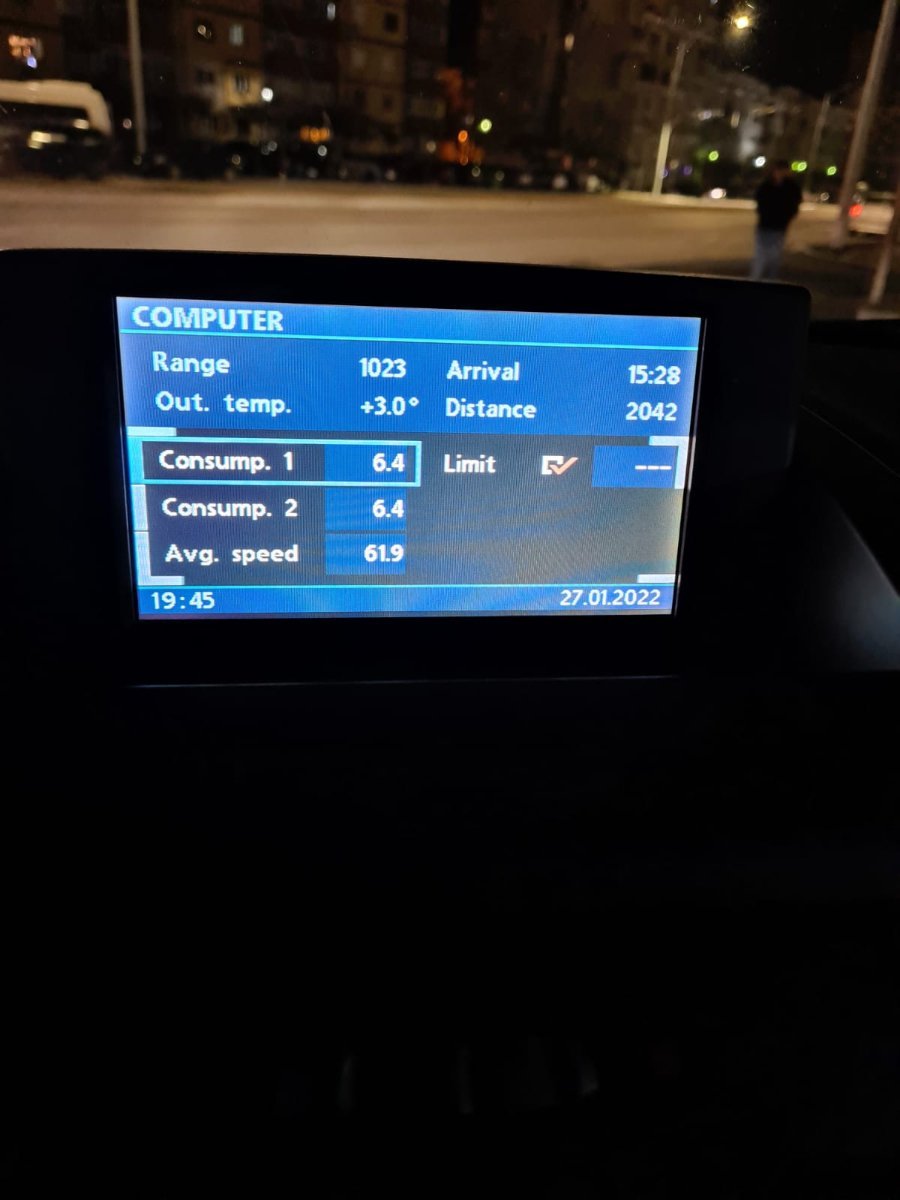 COMPUTER
Range 1023 Arrival 15:28
Out. temp. +3.0° Distance 2042
Consump. 1 6.4 Limit ---
Consump. 2 6.4
Avg. speed 61.9
19:45 27.01.2022